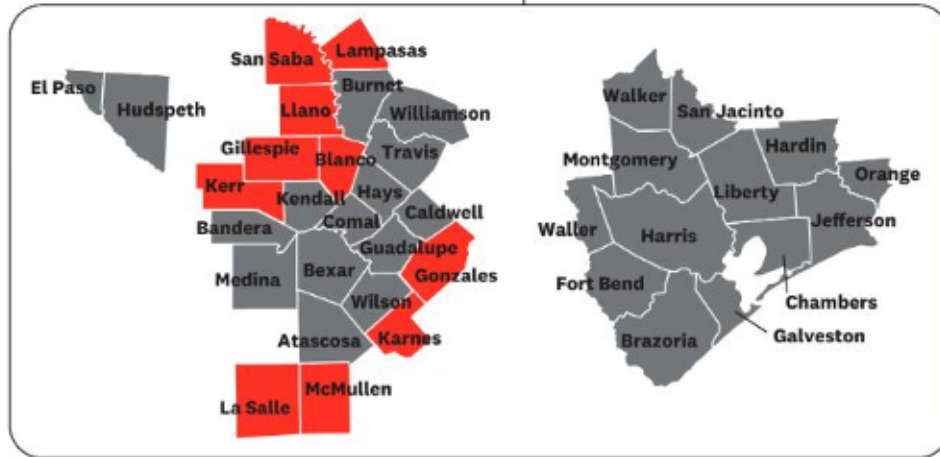 El Paso
Hudspeth
San Saba
Lampasas
Burnet
Llano
Williamson
Gillespie
Blanco
Travis
Kerr
Kendall
Hays
Bandera
Comal
Caldwell
Guadalupe
Medina
Bexar
Gonzales
Wilson
Atascosa
Karnes
La Salle
McMullen
Walker
San Jacinto
Montgomery
Hardin
Liberty
Orange
Waller
Harris
Jefferson
Fort Bend
Chambers
Brazoria
Galveston